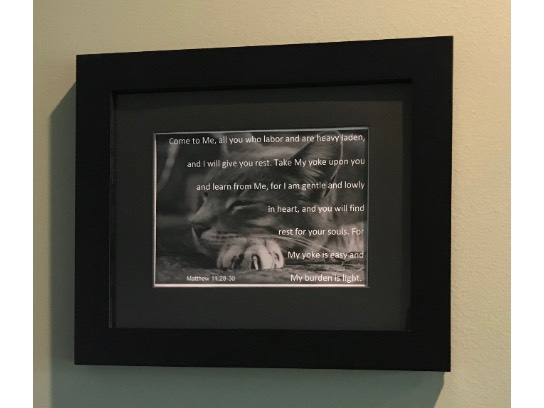 Come to Me, all you who labor and are heavy laden,
and I will give you rest. Take My yoke upon you
and learn from Me, for I am gentle and lowly
in heart, and you will find
rest for your souls. For
My yoke is easy and
My burden is light.
Matthew 11:28-30